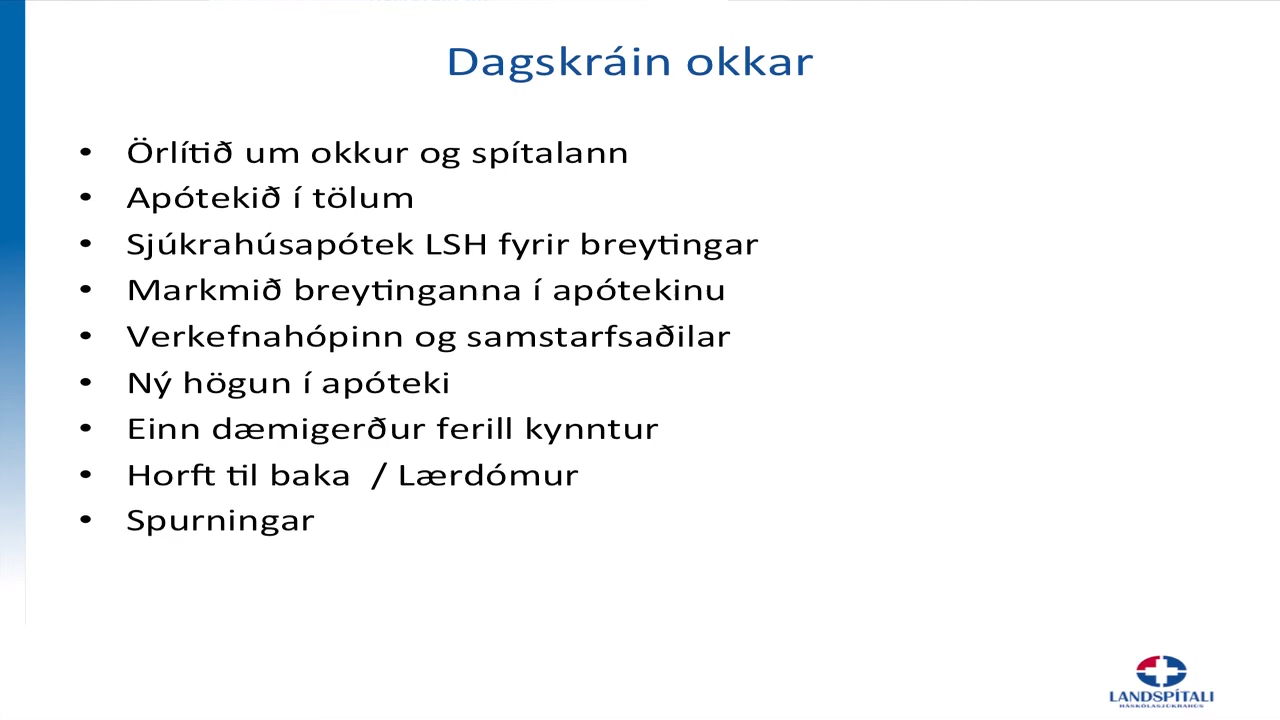 Dagskráin okkar
• Örlítið um okkur og spítalann
• Apótekið í tölum
• Sjúkrahúsapótek LSH fyrir breytingar
• Markmið breytinganna í apótekinu
• Verkefnahópinn og samstarfsaðilar
• Ný högun í apóteki
• Einn dæmigerður ferill kynntur
• Horft til baka / Lærdómur
• Spurningar
LANDSPÍTALI
HÁSKÓLASJÚKRAHÚS